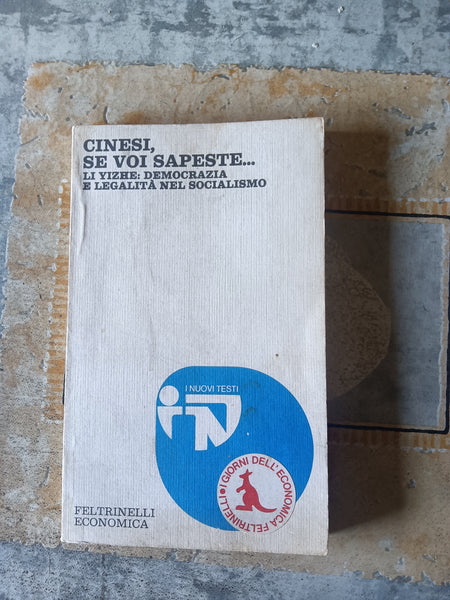 CINESI,
SE VOI SAPESTE...
LI YIZHE: DEMOCRAZIA
E LEGALITÀ NEL SOCIALISMO
I NUOVI TESTI
I GIORNI DELL'ECONOMICA FELTRINELLI
FELTRINELLI
ECONOMICA